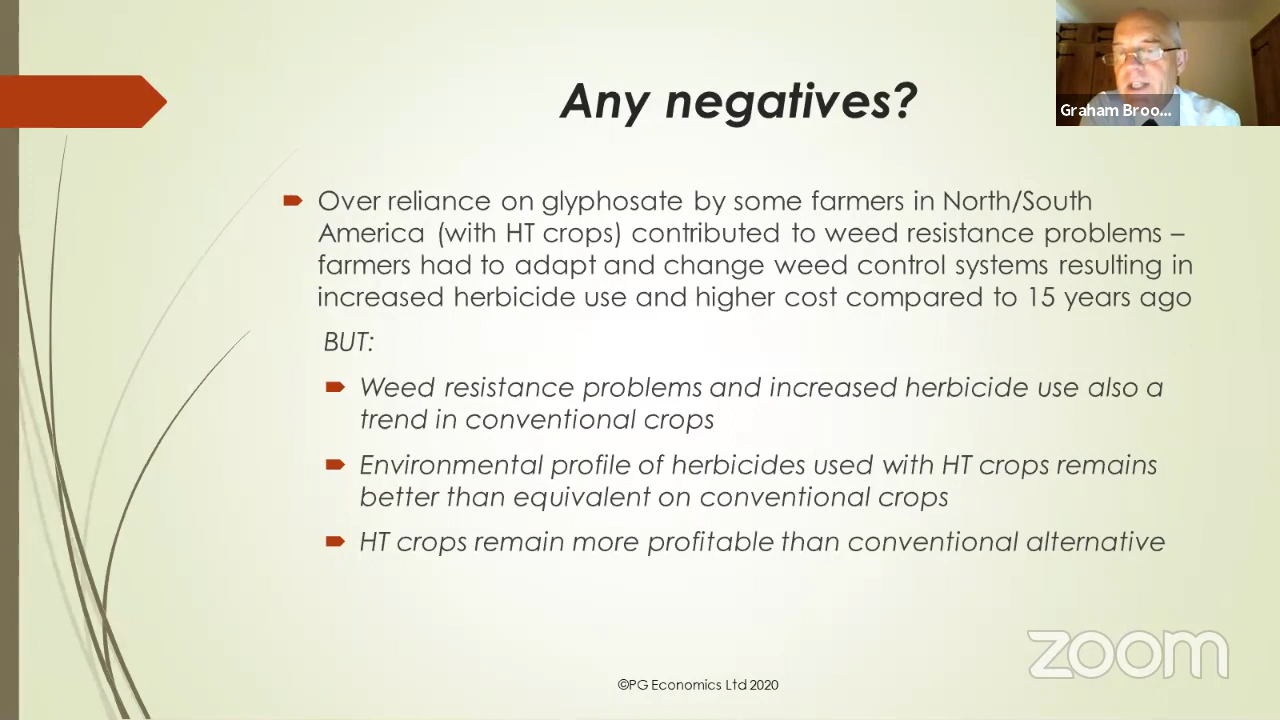 Any negatives?
Graham Broo...
Over reliance on glyphosate by some farmers in North/South
America (with HT crops) contributed to weed resistance problems –
farmers had to adapt and change weed control systems resulting in
increased herbicide use and higher cost compared to 15 years ago
BUT:
Weed resistance problems and increased herbicide use also a
trend in conventional crops
Environmental profile of herbicides used with HT crops remains
better than equivalent on conventional crops
HT crops remain more profitable than conventional alternative
zoom
©PG Economics Ltd 2020